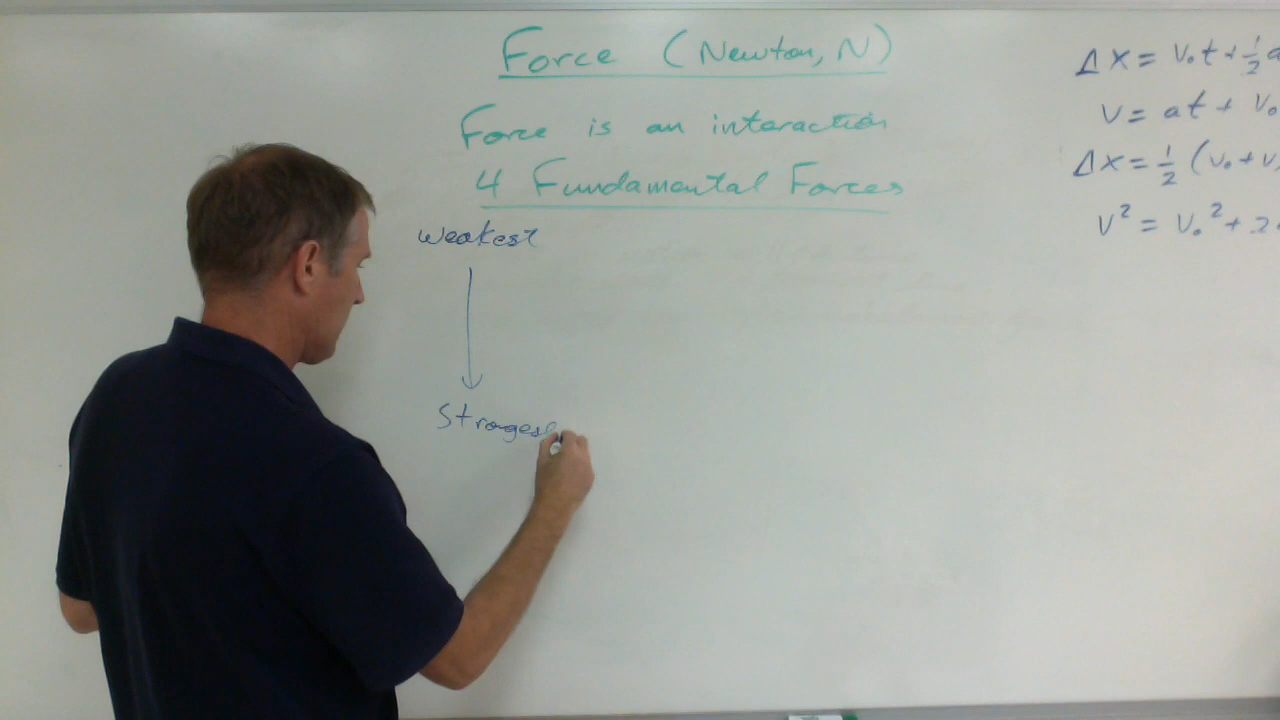 Force (Newton, N)
Force is an interaction
4 Fundamental Forces
Weakest
Strongest
Δx = V₀t + ½a
V = at + V₀
Δx = ½ (V₀ + V
V² = V₀² + 2